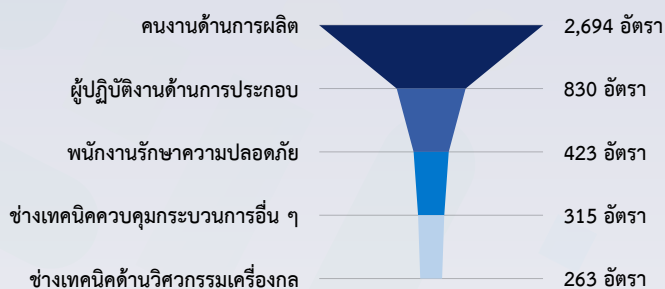 คนงานด้านการผลิต 2,694 อัตรา
ผู้ปฏิบัติงานด้านการประกอบ 830 อัตรา
พนักงานรักษาความปลอดภัย 423 อัตรา
ช่างเทคนิคควบคุมกระบวนการอื่น ๆ 315 อัตรา
ช่างเทคนิคด้านวิศวกรรมเครื่องกล 263 อัตรา